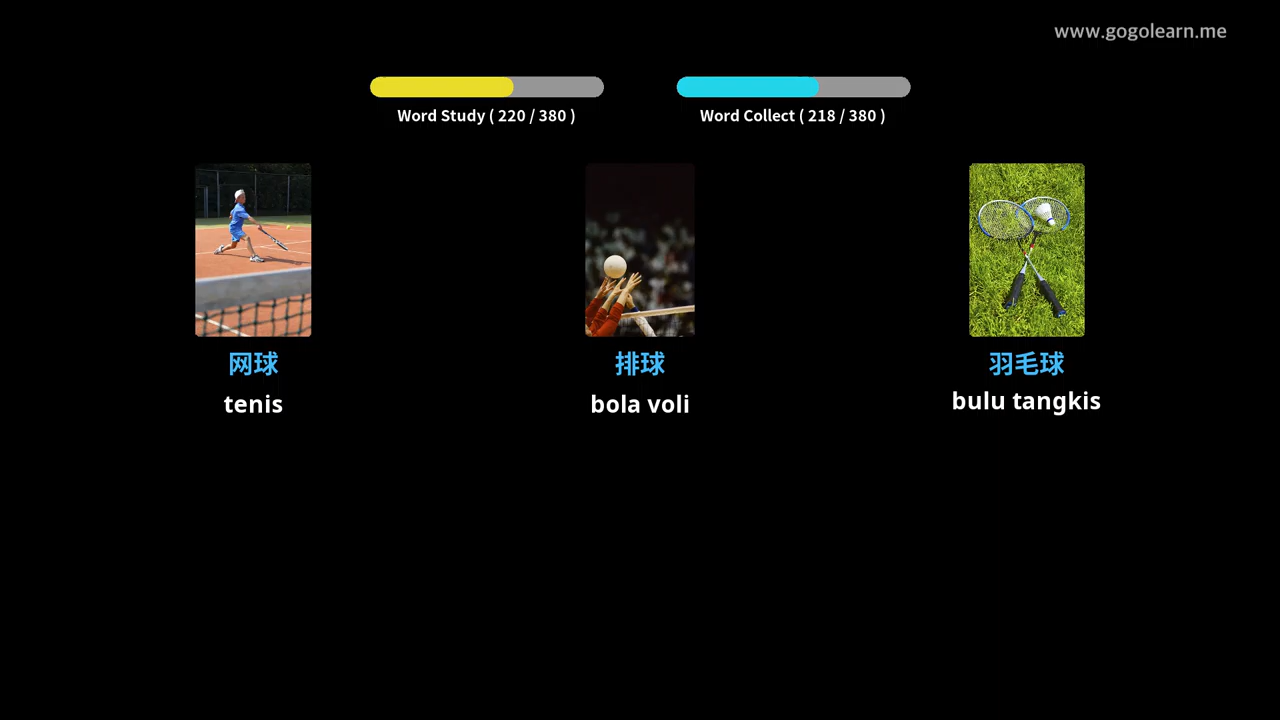 www.gogolearn.me
Word Study ( 220 / 380 )
Word Collect ( 218 / 380 )
网球
排球
羽毛球
tenis
bola voli
bulu tangkis